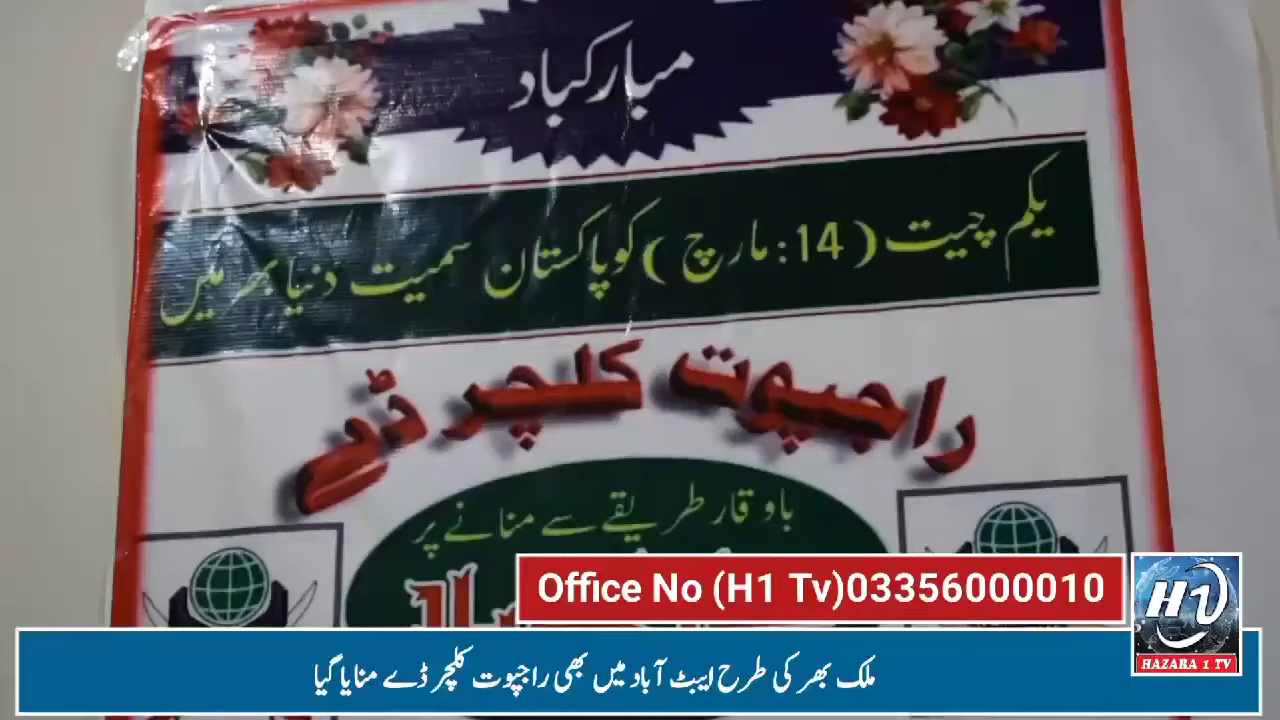 مبارکباد
یکم چیت ( 14: مارچ ) کو پاکستان سمیت دنیا بھر میں
راجپوت کلچر ڈے
باوقار طریقے سے منانے پر
Office No (H1 Tv)03356000010
H1
HAZARA 1 TV
ملک بھر کی طرح ایبٹ آباد میں بھی راجپوت کلچر ڈے منایا گیا